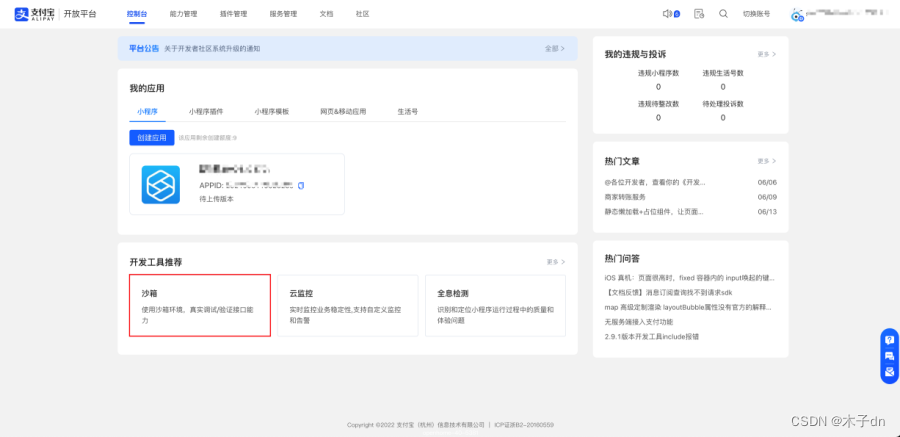 支付宝 ALIPAY 开放平台 控制台 能力管理 插件管理 服务管理 文档 社区 切换账号
平台公告 关于开发者社区系统升级的通知 全部 >
我的应用
小程序 小程序插件 小程序模板 网页&移动应用 生活号
创建应用
APPID:
待上传版本
开发工具推荐 更多 >
沙箱
使用沙箱环境，真实调试/验证接口能
力
云监控
实时监控业务稳定性,支持自定义监控
和告警
全息检测
识别和定位小程序运行过程中的质量和
体验问题
我的违规与投诉 更多 >
违规小程序数 违规生活号数
0 0
违规待整改数 待处理投诉数
0 0
热门文章 更多 >
@各位开发者，查看你的《开发... 06/06
商家转账服务 06/09
静态懒加载+占位组件，让页面... 06/13
热门问答
iOS 真机：页面很高时，fixed 容器内的 input唤起的键...
【文档反馈】消息订阅查询找不到请求sdk
map 高级定制渲染 layoutBubble属性没有官方的解释...
无服务端接入支付功能
2.9.1版本开发工具include报错
Copyright ©2022 支付宝（杭州）信息技术有限公司 | ICP证浙B2-20160559
CSDN @木子dn